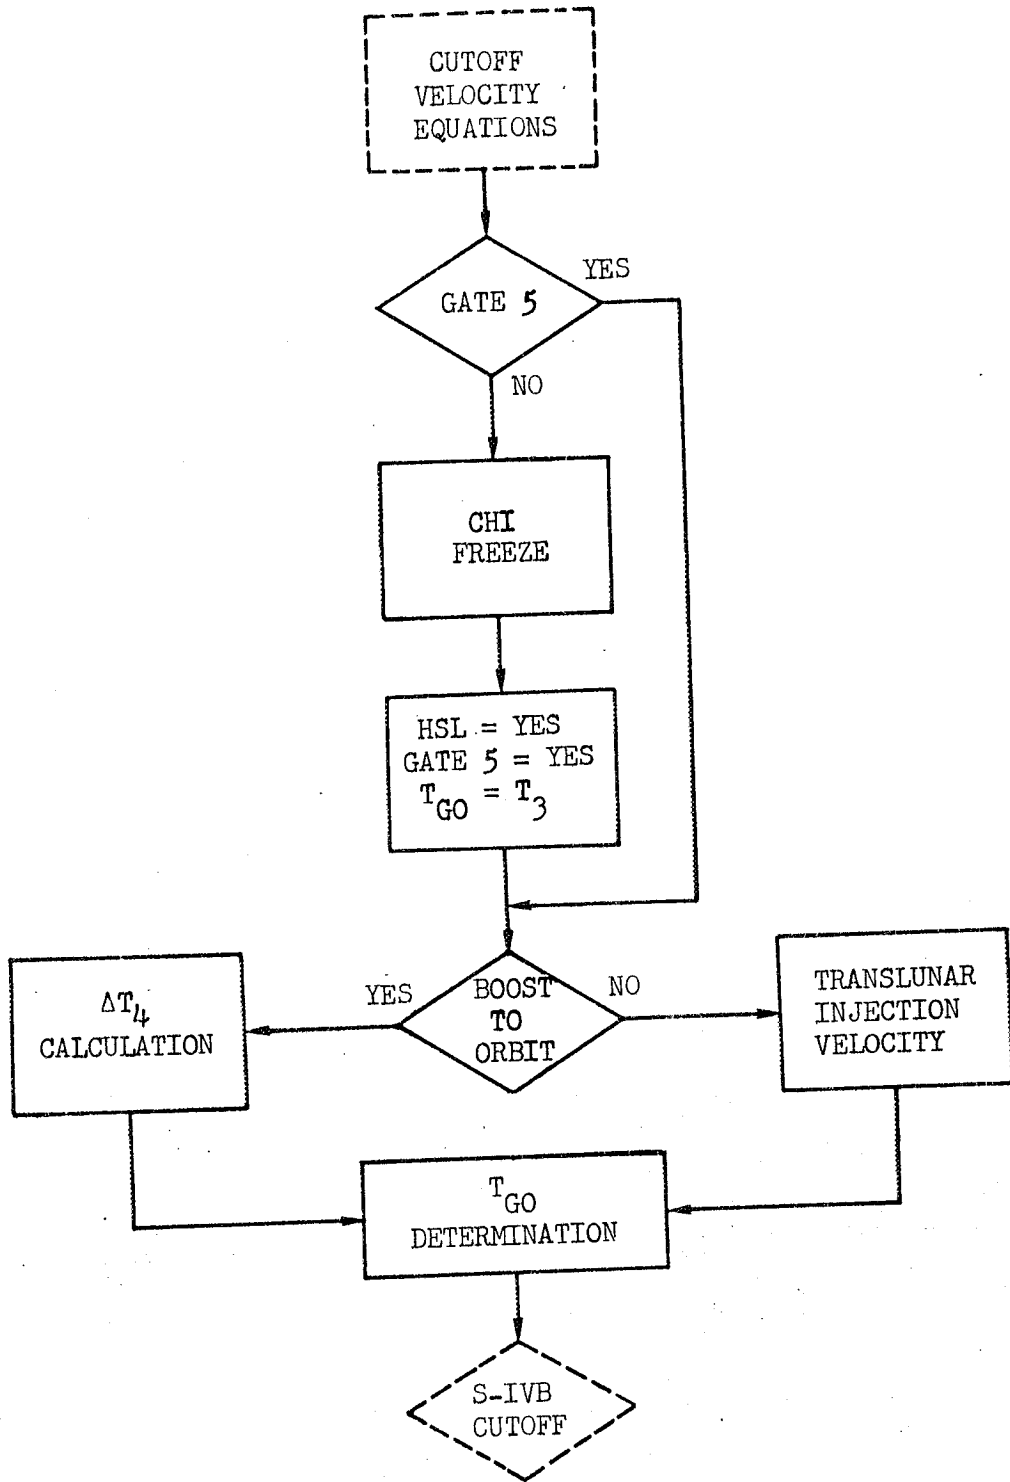 CUTOFF
VELOCITY
EQUATIONS
GATE 5
YES
NO
CHI
FREEZE
HSL = YES
GATE 5 = YES
T_GO = T_3
BOOST
TO
ORBIT
YES
NO
ΔT_4
CALCULATION
TRANSLUNAR
INJECTION
VELOCITY
T_GO
DETERMINATION
S-IVB
CUTOFF